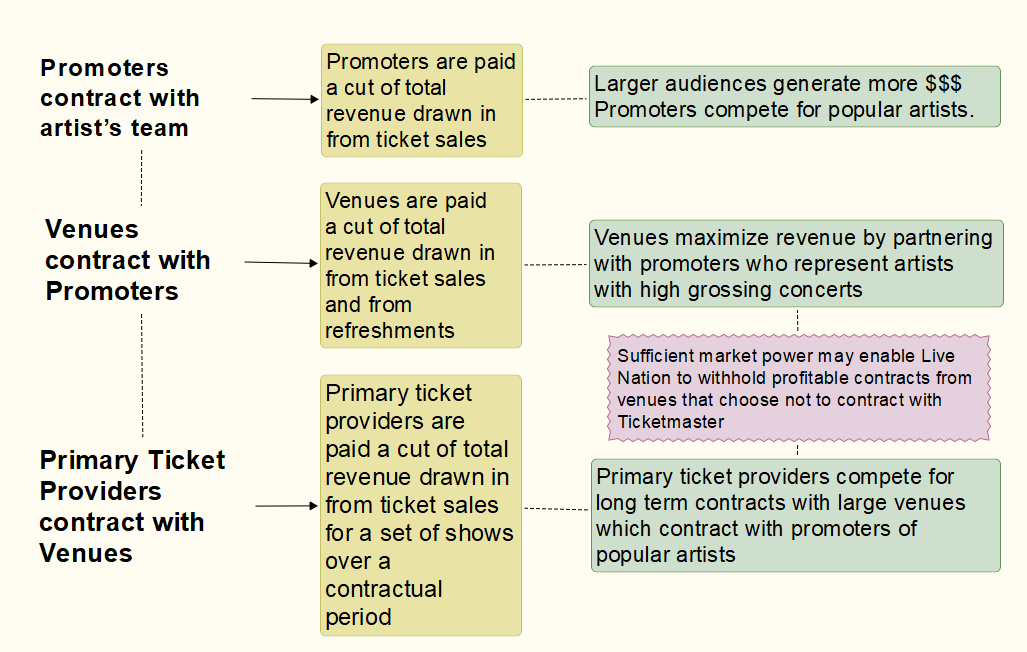 Promoters
contract with
artist's team
Promoters are paid
a cut of total
revenue drawn in
from ticket sales
Larger audiences generate more $$$
Promoters compete for popular artists.
Venues
contract with
Promoters
Venues are paid
a cut of total
revenue drawn in
from ticket sales
and from
refreshments
Venues maximize revenue by partnering
with promoters who represent artists
with high grossing concerts
Sufficient market power may enable Live
Nation to withhold profitable contracts from
venues that choose not to contract with
Ticketmaster
Primary Ticket
Providers
contract with
Venues
Primary ticket
providers are
paid a cut of total
revenue drawn in
from ticket sales
for a set of shows
over a
contractual
period
Primary ticket providers compete for
long term contracts with large venues
which contract with promoters of
popular artists